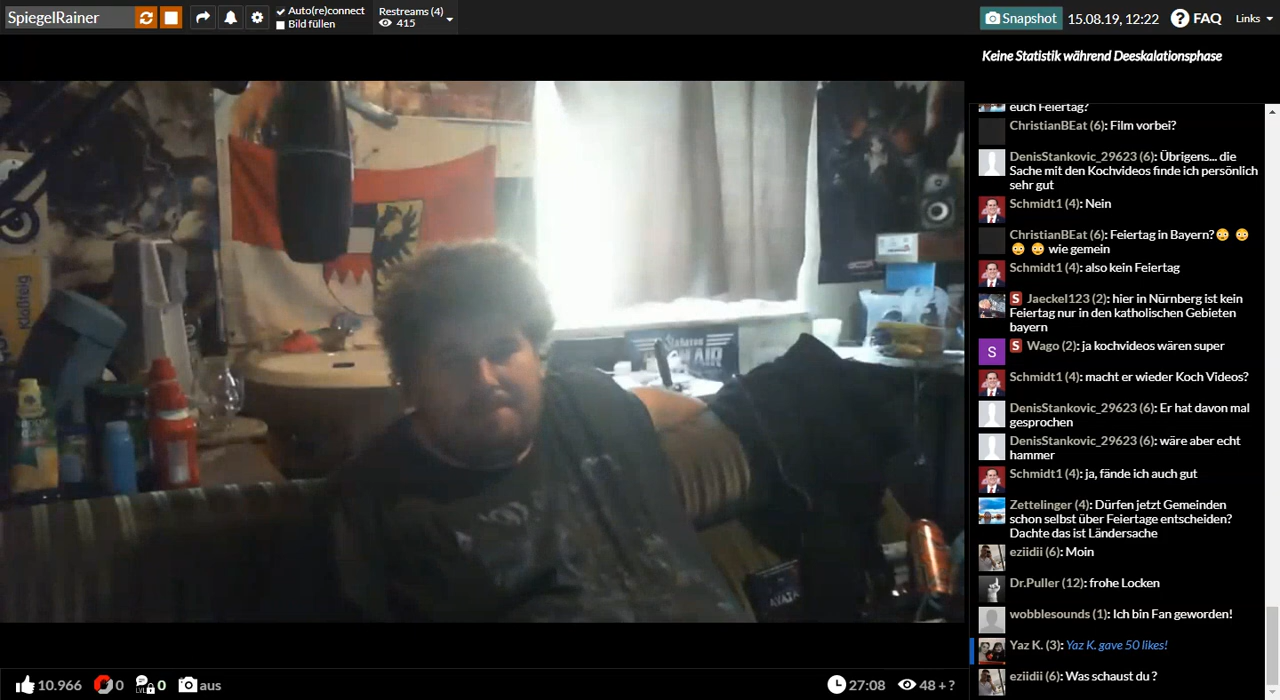 SpiegelRainer
Auto(re)connect
Bild füllen
Restreams (4)
415
Snapshot
15.08.19, 12:22
FAQ
Links
Keine Statistik während Deeskalationsphase
euch Feiertag?
ChristianBEat (6): Film vorbei?
DenisStankovic_29623 (6): Übrigens... die
Sache mit den Kochvideos finde ich persönlich
sehr gut
Schmidt1 (4): Nein
ChristianBEat (6): Feiertag in Bayern?😳 😳
😳 😳 wie gemein
Schmidt1 (4): also kein Feiertag
S Jaeckel123 (2): hier in Nürnberg ist kein
Feiertag nur in den katholischen Gebieten
bayern
S
S Wago (2): ja kochvideos wären super
Schmidt1 (4): macht er wieder Koch Videos?
DenisStankovic_29623 (6): Er hat davon mal
gesprochen
DenisStankovic_29623 (6): wäre aber echt
hammer
Schmidt1 (4): ja, fände ich auch gut
Zettelinger (4): Dürfen jetzt Gemeinden
schon selbst über Feiertage entscheiden?
Dachte das ist Ländersache
eziidii (6): Moin
Dr.Puller (12): frohe Locken
wobblesounds (1): Ich bin Fan geworden!
Yaz K. (3): Yaz K. gave 50 likes!
eziidii (6): Was schaust du ?
ON AIR
AVATAR
10.966
0
LVL
0
aus
27:08
48 + ?